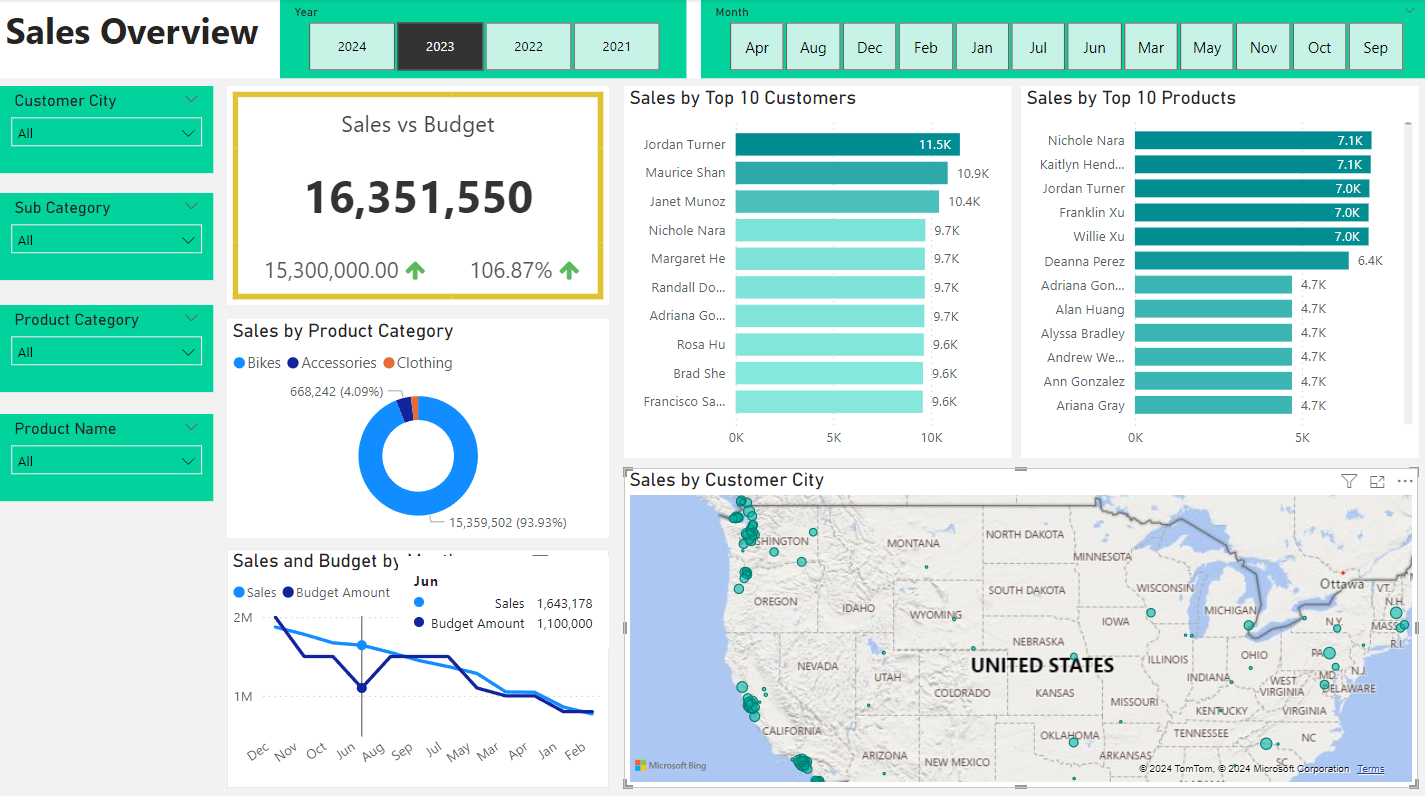 Sales Overview
Year
2024
2023
2022
2021
Month
Apr
Aug
Dec
Feb
Jan
Jul
Jun
Mar
May
Nov
Oct
Sep
Customer City
All
Sub Category
All
Product Category
All
Product Name
All
Sales vs Budget
16,351,550
15,300,000.00
106.87%
Sales by Product Category
Bikes
Accessories
Clothing
668,242 (4.09%)
15,359,502 (93.93%)
Sales and Budget by
Sales
Budget Amount
Jun
Sales 1,643,178
Budget Amount 1,100,000
2M
1M
Dec
Nov
Oct
Jun
Aug
Sep
Jul
May
Mar
Apr
Jan
Feb
Sales by Top 10 Customers
Jordan Turner 11.5K
Maurice Shan 10.9K
Janet Munoz 10.4K
Nichole Nara 9.7K
Margaret He 9.7K
Randall Do... 9.7K
Adriana Go... 9.7K
Rosa Hu 9.6K
Brad She 9.6K
Francisco Sa... 9.6K
0K 5K 10K
Sales by Top 10 Products
Nichole Nara 7.1K
Kaitlyn Hend... 7.1K
Jordan Turner 7.0K
Franklin Xu 7.0K
Willie Xu 7.0K
Deanna Perez 6.4K
Adriana Gon... 4.7K
Alan Huang 4.7K
Alyssa Bradley 4.7K
Andrew We... 4.7K
Ann Gonzalez 4.7K
Ariana Gray 4.7K
0K 5K
Sales by Customer City
NORTH DAKOTA
MONTANA
MINNESOTA
Ottawa
SOUTH DAKOTA
WISCONSIN
VT.
N.H.
OREGON
IDAHO
WYOMING
MICHIGAN
IOWA
N.Y.
MASS
R.I.
NEBRASKA
UNITED STATES
NEVADA
UTAH
COLORADO
KANSAS
ILLINOIS
INDIANA
OHIO
PA
N.J.
MD.
DELAWARE
WEST
VIRGINIA
MISSOURI
KENTUCKY
VIRGINIA
CALIFORNIA
ARIZONA
NEW MEXICO
OKLAHOMA
ARKANSAS
TENNESSEE
NC
SC
Microsoft Bing
© 2024 TomTom, © 2024 Microsoft Corporation Terms